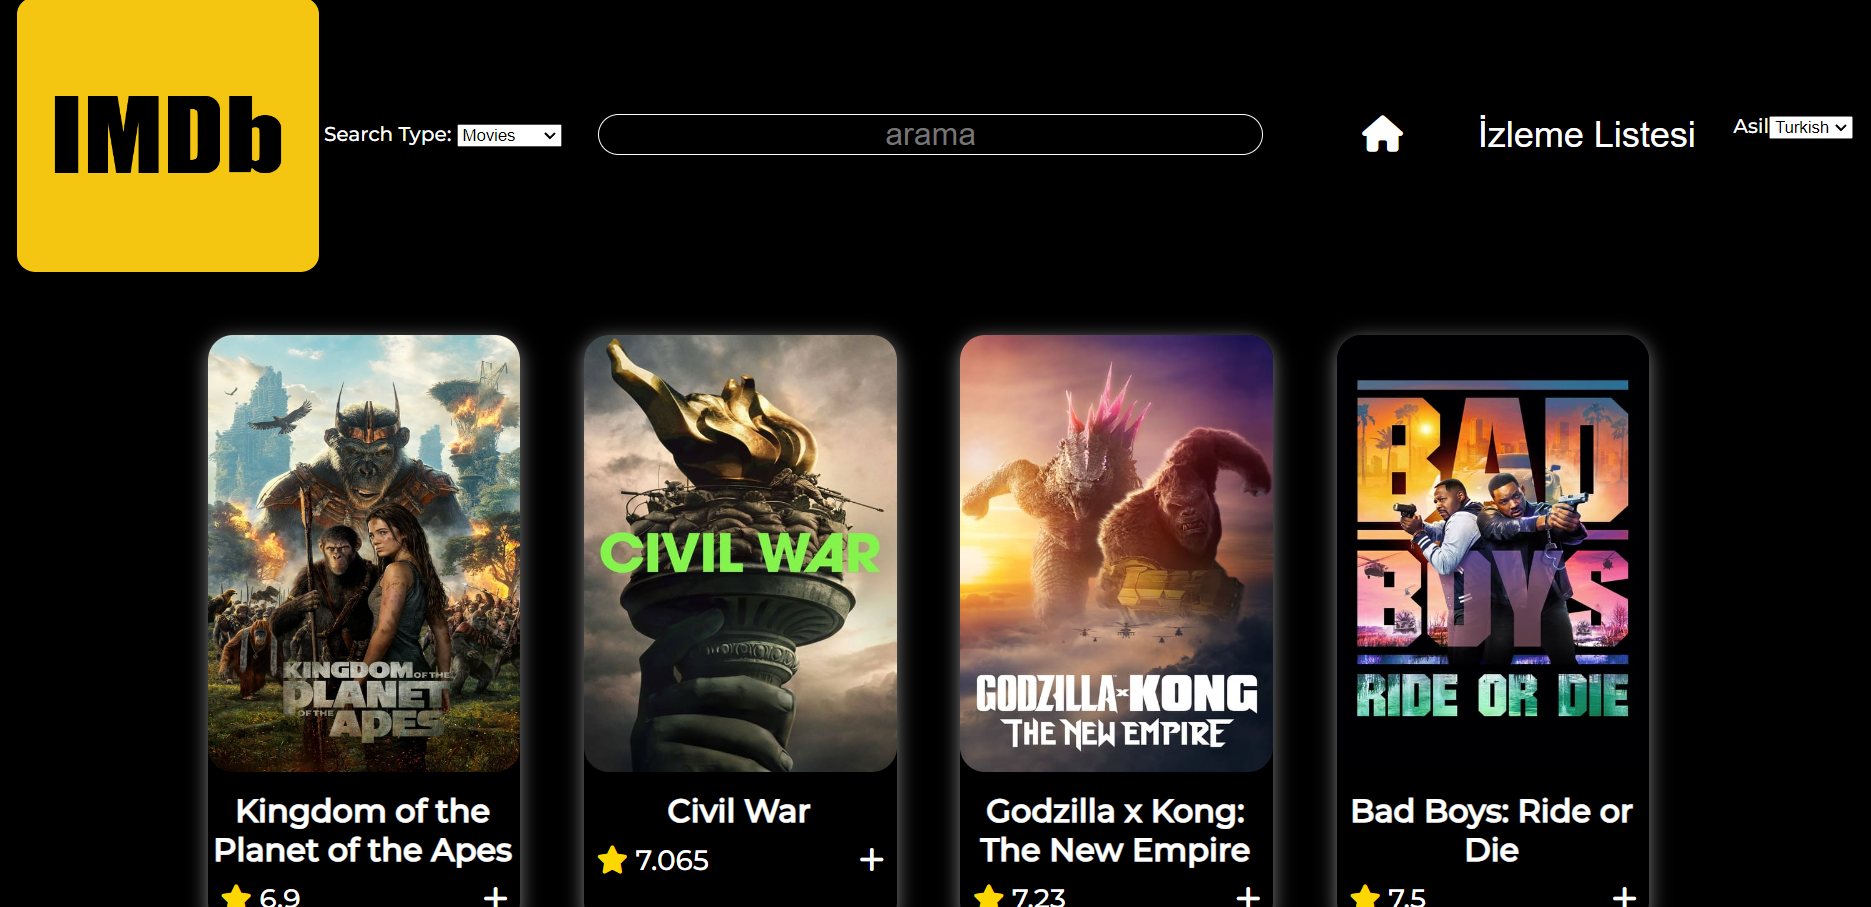 IMDb
Search Type: Movies
arama
İzleme Listesi
Asil Turkish
KINGDOM OF THE
PLANET
OF THE APES
CIVIL WAR
GODZILLA x KONG
THE NEW EMPIRE
BAD
BOYS
RIDE OR DIE
Kingdom of the
Planet of the Apes
6.9
Civil War
7.065
Godzilla x Kong:
The New Empire
7.23
Bad Boys: Ride or
Die
7.5